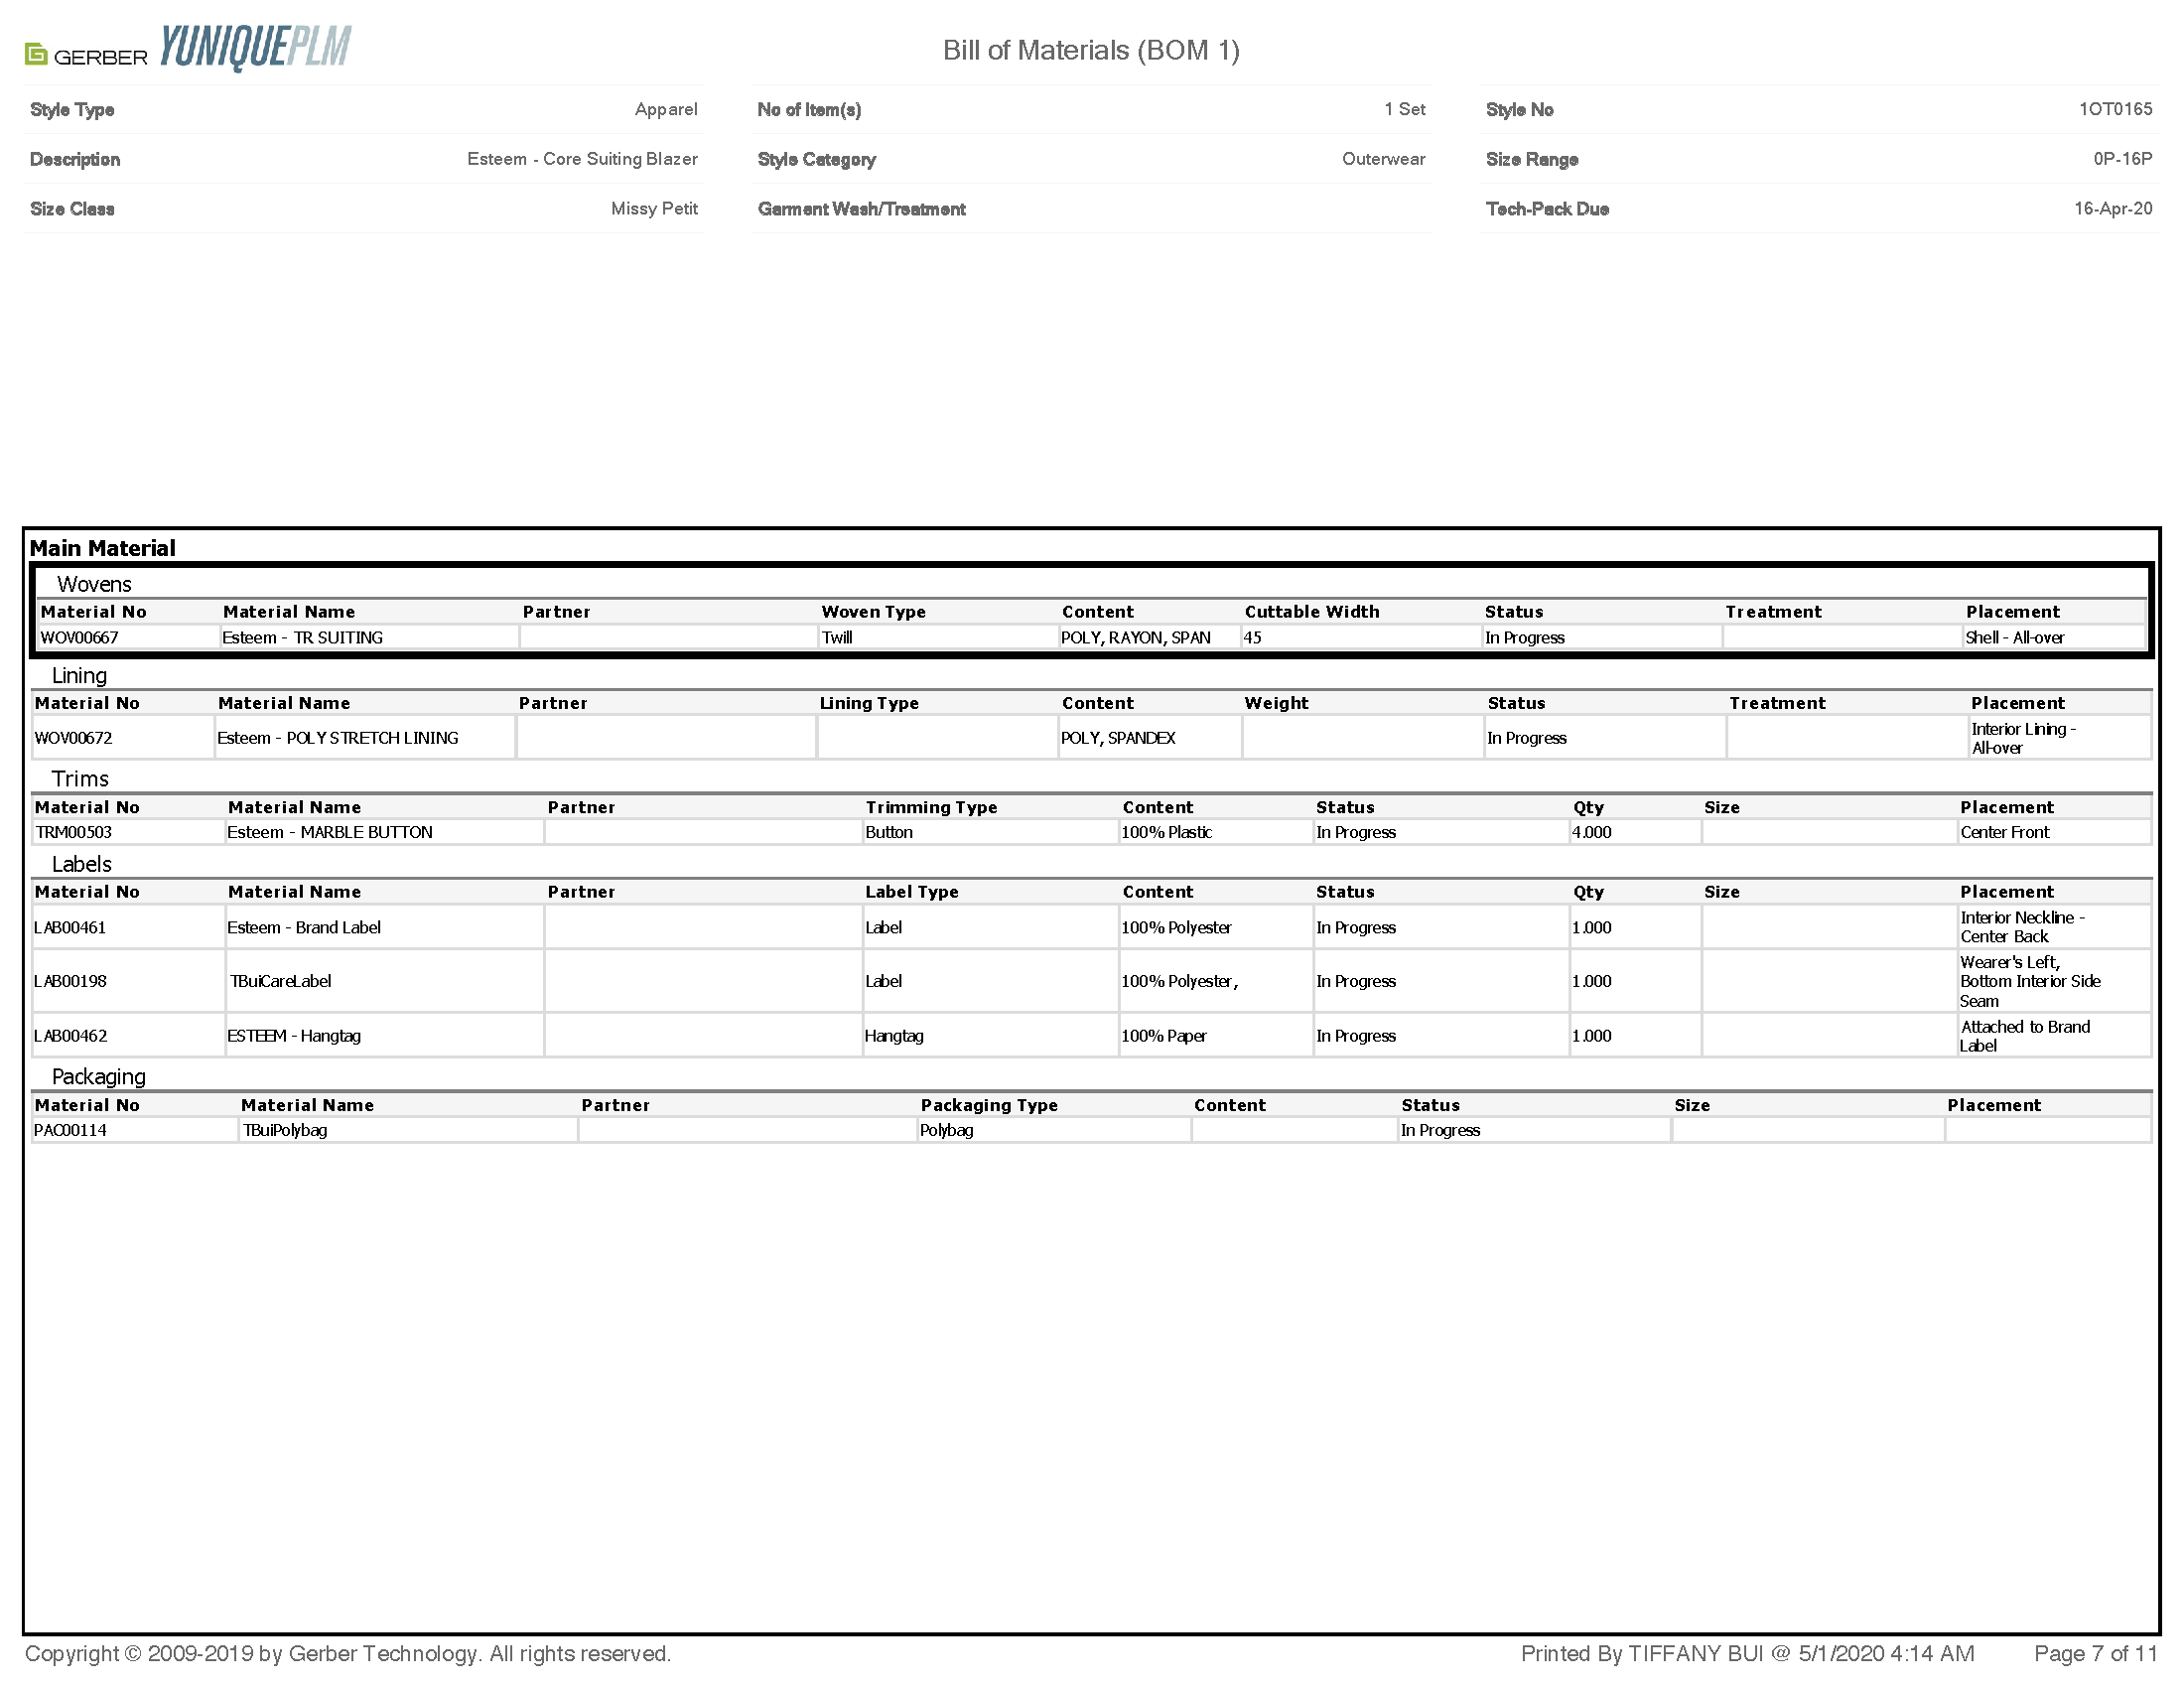 GERBER YUNIQUEPLM
Bill of Materials (BOM 1)
Style Type Apparel No of Item(s) 1 Set Style No 1OT0165
Description Esteem - Core Suiting Blazer Style Category Outerwear Size Range 0P-16P
Size Class Missy Petit Garment Wash/Treatment Tech-Pack Due 16-Apr-20
Main Material
Wovens
Material No Material Name Partner Woven Type Content Cuttable Width Status Treatment Placement
WOV00667 Esteem - TR SUITING Twill POLY, RAYON, SPAN 45 In Progress Shell - All-over
Lining
Material No Material Name Partner Lining Type Content Weight Status Treatment Placement
WOV00672 Esteem - POLY STRETCH LINING POLY, SPANDEX In Progress Interior Lining -
All-over
Trims
Material No Material Name Partner Trimming Type Content Status Qty Size Placement
TRM00503 Esteem - MARBLE BUTTON Button 100% Plastic In Progress 4.000 Center Front
Labels
Material No Material Name Partner Label Type Content Status Qty Size Placement
LAB00461 Esteem - Brand Label Label 100% Polyester In Progress 1.000 Interior Neckline -
Center Back
LAB00198 TBuiCareLabel Label 100% Polyester, In Progress 1.000 Wearer's Left,
Bottom Interior Side
Seam
LAB00462 ESTEEM - Hangtag Hangtag 100% Paper In Progress 1.000 Attached to Brand
Label
Packaging
Material No Material Name Partner Packaging Type Content Status Size Placement
PAC00114 TBuiPolybag Polybag In Progress
Copyright © 2009-2019 by Gerber Technology. All rights reserved. Printed By TIFFANY BUI @ 5/1/2020 4:14 AM Page 7 of 11